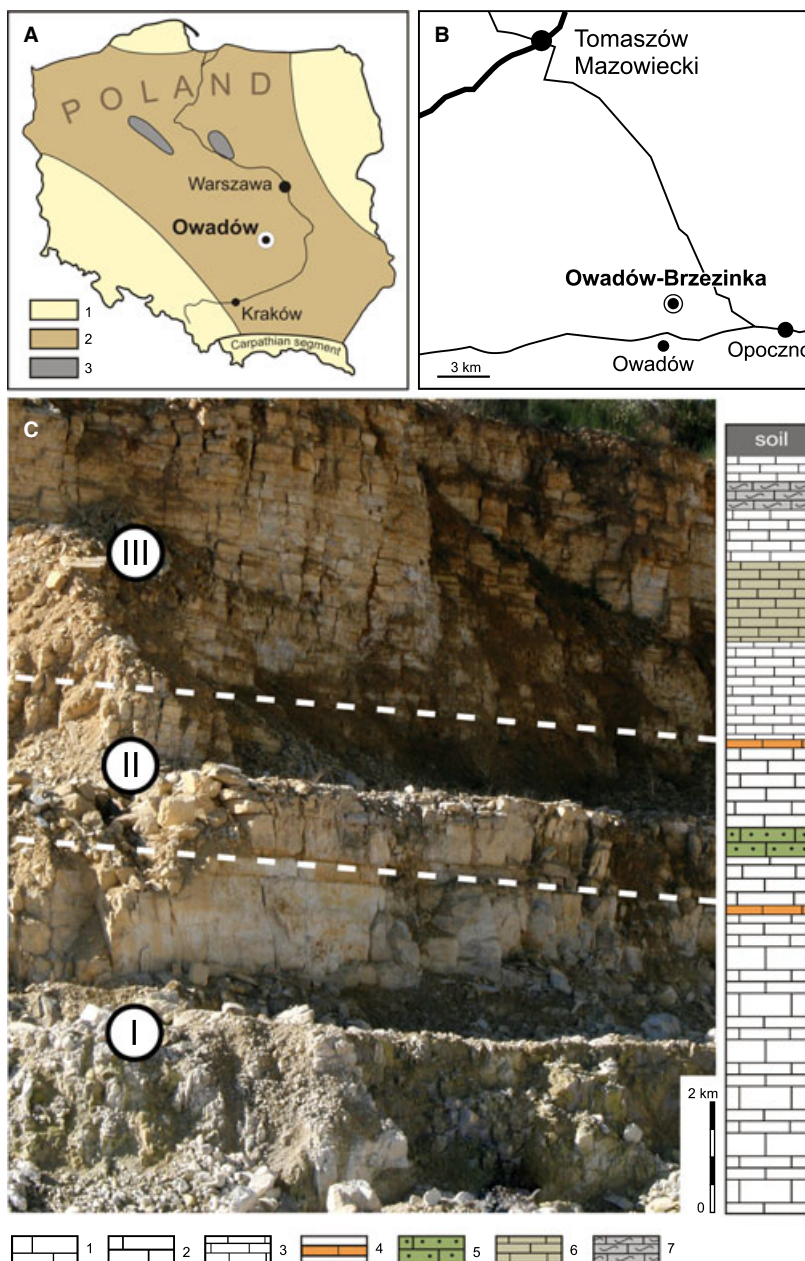 A
POLAND
Warszawa
Owadów
Kraków
Carpathian segment
1
2
3
B
Tomaszów
Mazowiecki
Owadów-Brzezinka
Opoczno
Owadów
3 km
C
III
II
I
soil
2 km
0
1 2 3 4 5 6 7